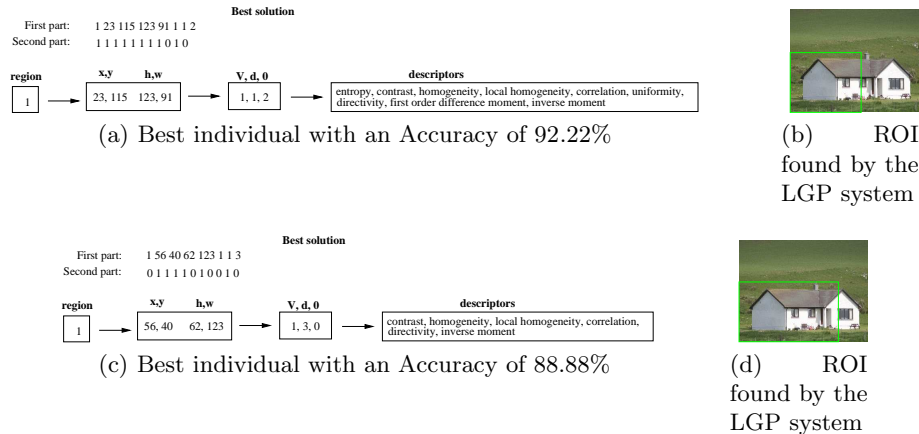 Best solution
First part: 1 23 115 123 91 1 1 2
Second part: 1 1 1 1 1 1 1 1 0 1 0
region x,y h,w V, d, 0 descriptors
1 23, 115 123, 91 1, 1, 2 entropy, contrast, homogeneity, local homogeneity, correlation, uniformity,
directivity, first order difference moment, inverse moment
(a) Best individual with an Accuracy of 92.22%
(b) ROI
found by the
LGP system
Best solution
First part: 1 56 40 62 123 1 1 3
Second part: 0 1 1 1 1 0 1 0 0 1 0
region x,y h,w V, d, 0 descriptors
1 56, 40 62, 123 1, 3, 0 contrast, homogeneity, local homogeneity, correlation,
directivity, inverse moment
(c) Best individual with an Accuracy of 88.88%
(d) ROI
found by the
LGP system